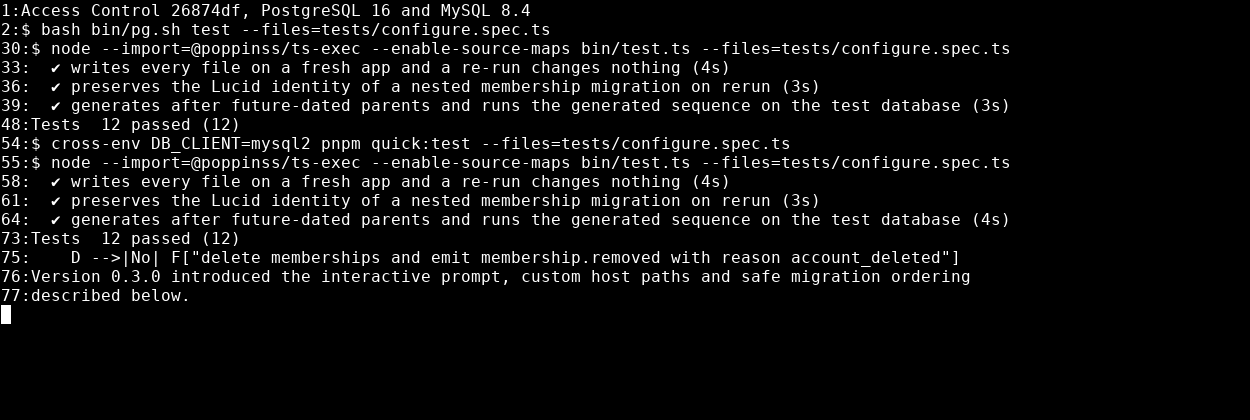 1:Access Control 26874df, PostgreSQL 16 and MySQL 8.4
2:$ bash bin/pg.sh test --files=tests/configure.spec.ts
30:$ node --import=@poppinss/ts-exec --enable-source-maps bin/test.ts --files=tests/configure.spec.ts
33:  ✔ writes every file on a fresh app and a re-run changes nothing (4s)
36:  ✔ preserves the Lucid identity of a nested membership migration on rerun (3s)
39:  ✔ generates after future-dated parents and runs the generated sequence on the test database (3s)
48:Tests  12 passed (12)
54:$ cross-env DB_CLIENT=mysql2 pnpm quick:test --files=tests/configure.spec.ts
55:$ node --import=@poppinss/ts-exec --enable-source-maps bin/test.ts --files=tests/configure.spec.ts
58:  ✔ writes every file on a fresh app and a re-run changes nothing (4s)
61:  ✔ preserves the Lucid identity of a nested membership migration on rerun (3s)
64:  ✔ generates after future-dated parents and runs the generated sequence on the test database (4s)
73:Tests  12 passed (12)
75:    D -->|No| F["delete memberships and emit membership.removed with reason account_deleted"]
76:Version 0.3.0 introduced the interactive prompt, custom host paths and safe migration ordering
77:described below.